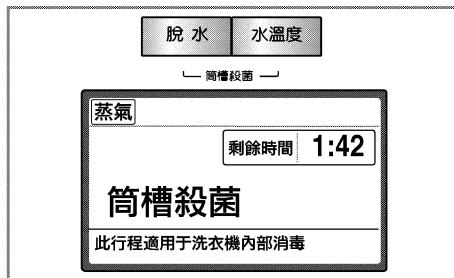 脫 水 水溫度
筒槽殺菌
蒸氣
剩餘時間 1:42
筒槽殺菌
此行程適用于洗衣機內部消毒